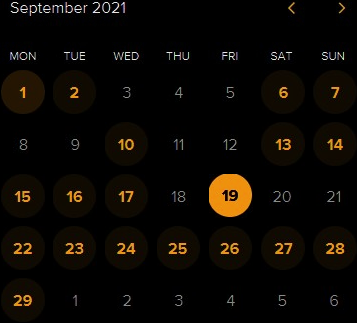 September 2021
MON TUE WED THU FRI SAT SUN
1 2 3 4 5 6 7
8 9 10 11 12 13 14
15 16 17 18 19 20 21
22 23 24 25 26 27 28
29 1 2 3 4 5 6